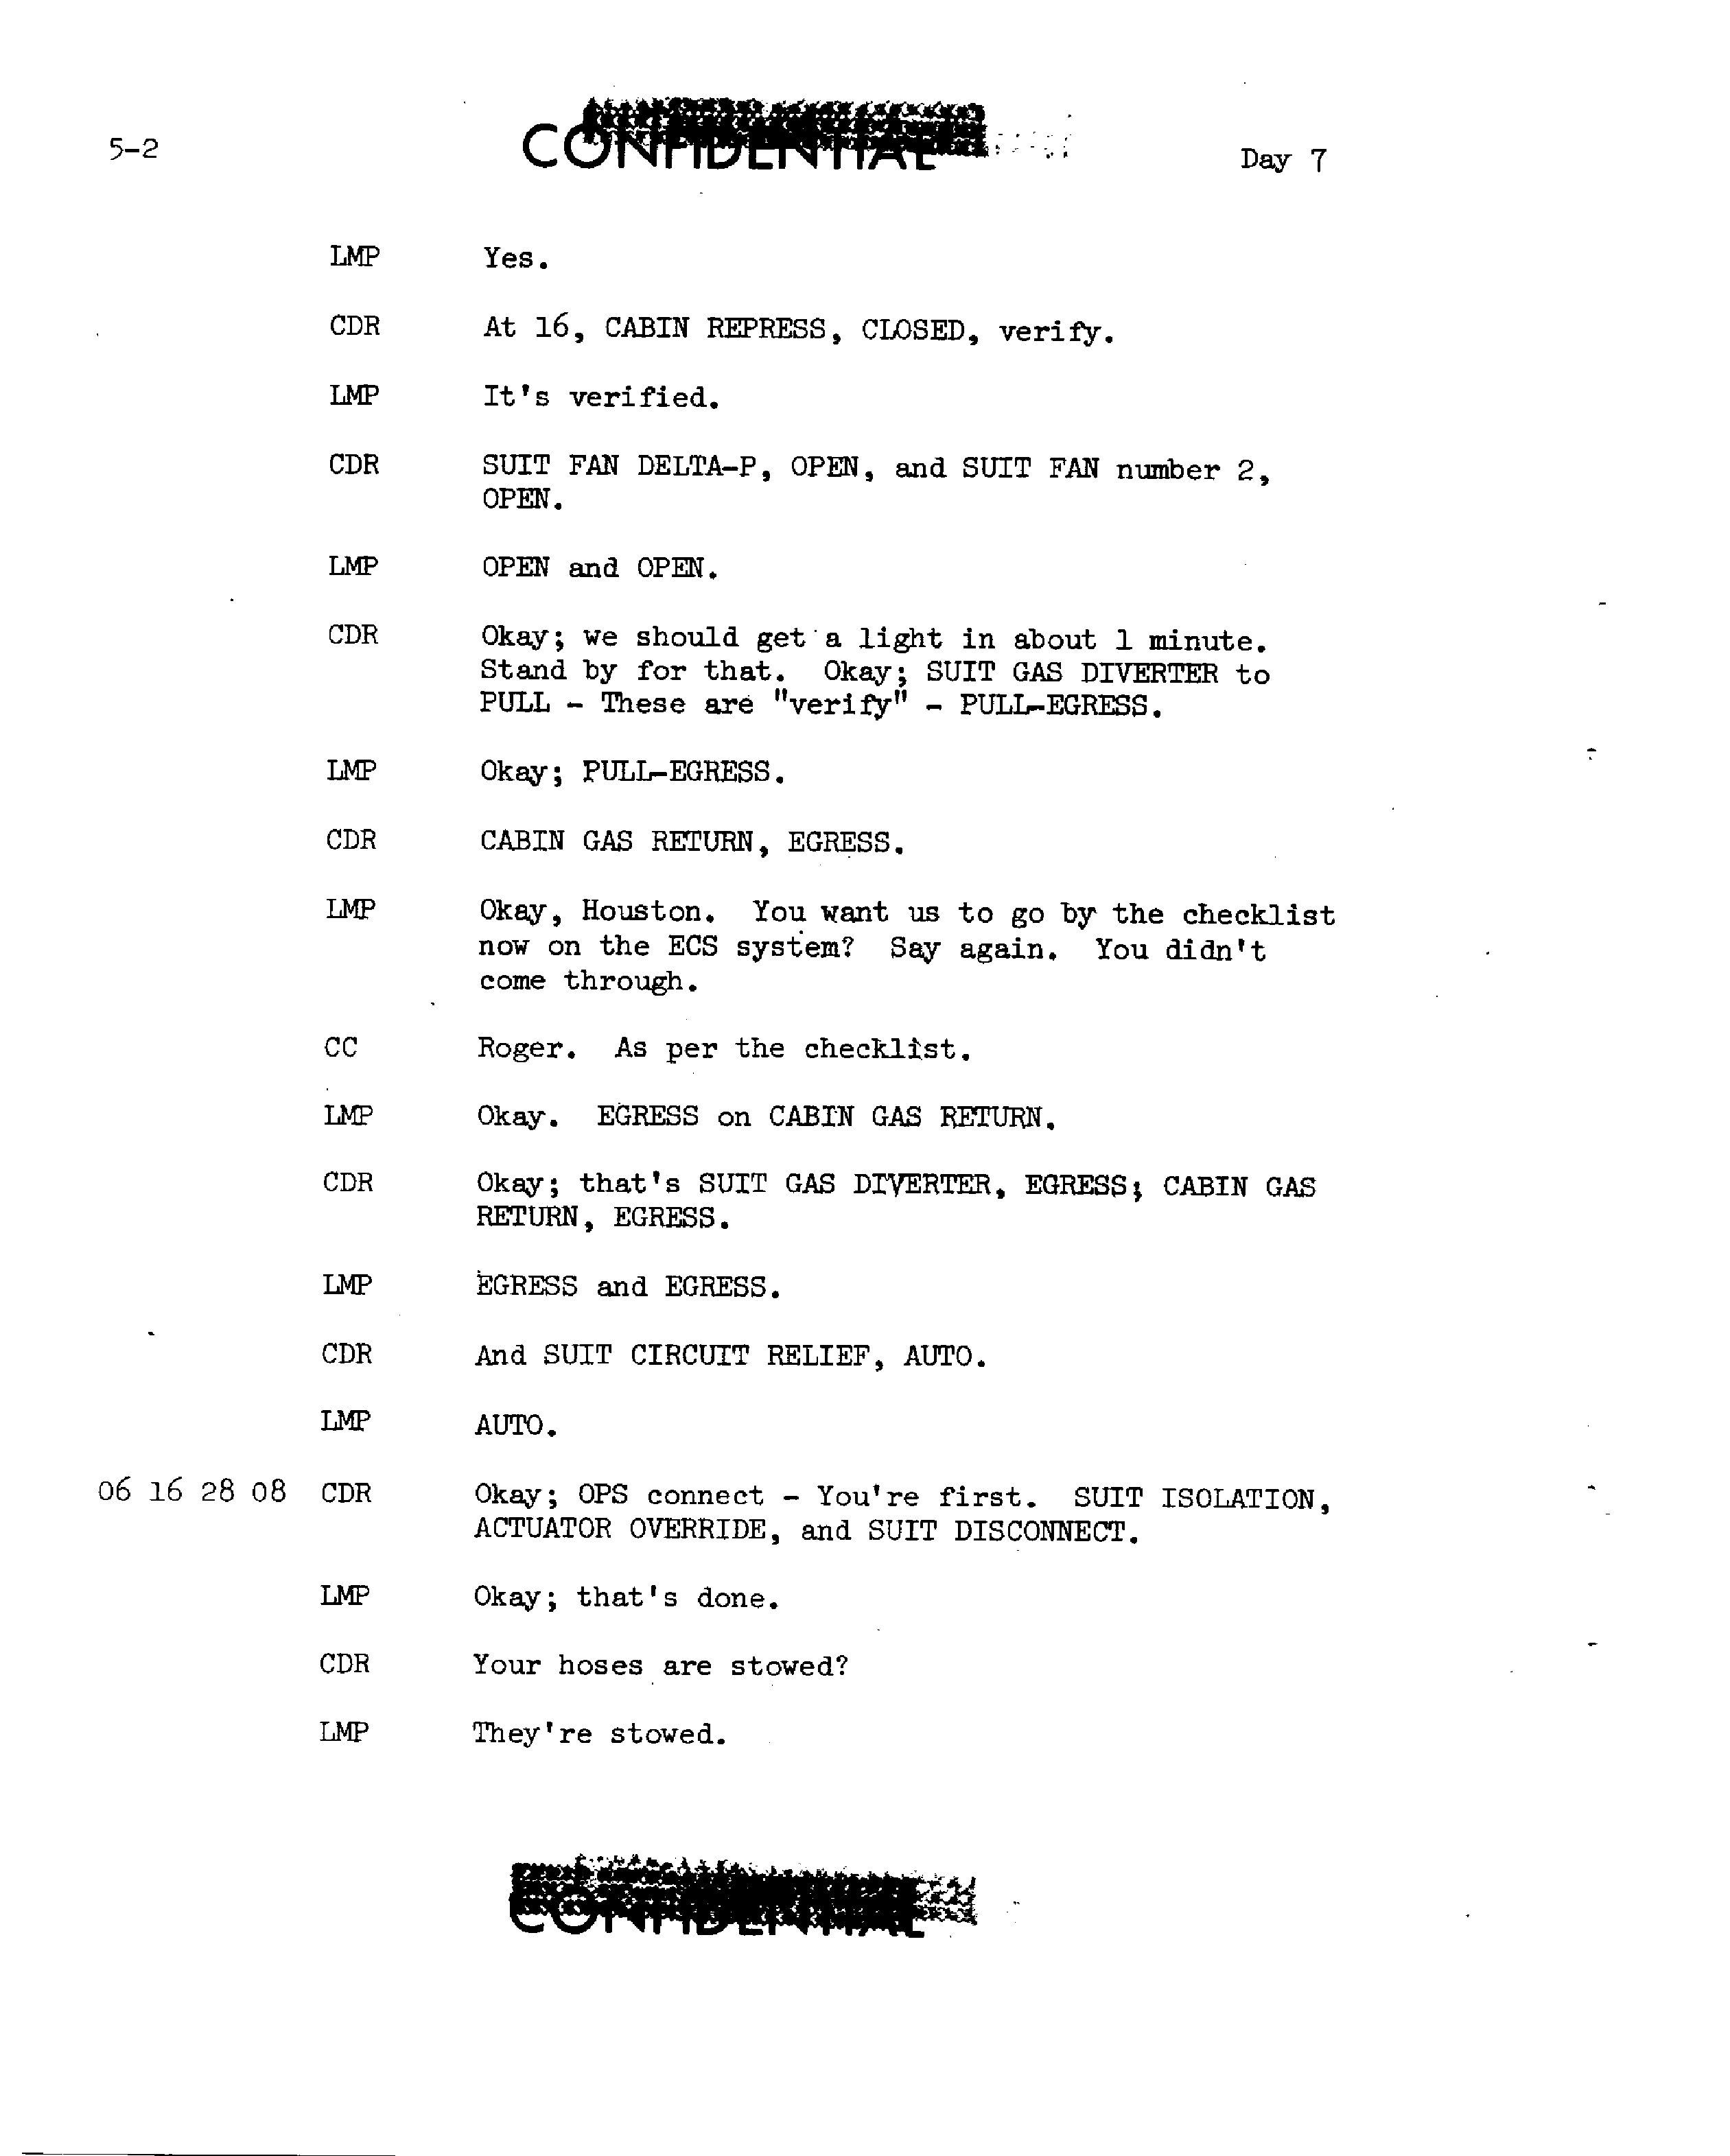 5-2
CONFIDENTIAL
Day 7
LMP Yes.
CDR At 16, CABIN REPRESS, CLOSED, verify.
LMP It's verified.
CDR SUIT FAN DELTA-P, OPEN, and SUIT FAN number 2,
OPEN.
LMP OPEN and OPEN.
CDR Okay; we should get a light in about 1 minute.
Stand by for that. Okay; SUIT GAS DIVERTER to
PULL - These are "verify" - PULL-EGRESS.
LMP Okay; PULL-EGRESS.
CDR CABIN GAS RETURN, EGRESS.
LMP Okay, Houston. You want us to go by the checklist
now on the ECS system? Say again. You didn't
come through.
CC Roger. As per the checklist.
LMP Okay. EGRESS on CABIN GAS RETURN.
CDR Okay; that's SUIT GAS DIVERTER, EGRESS; CABIN GAS
RETURN, EGRESS.
LMP EGRESS and EGRESS.
CDR And SUIT CIRCUIT RELIEF, AUTO.
LMP AUTO.
06 16 28 08 CDR Okay; OPS connect - You're first. SUIT ISOLATION,
ACTUATOR OVERRIDE, and SUIT DISCONNECT.
LMP Okay; that's done.
CDR Your hoses are stowed?
LMP They're stowed.
CONFIDENTIAL